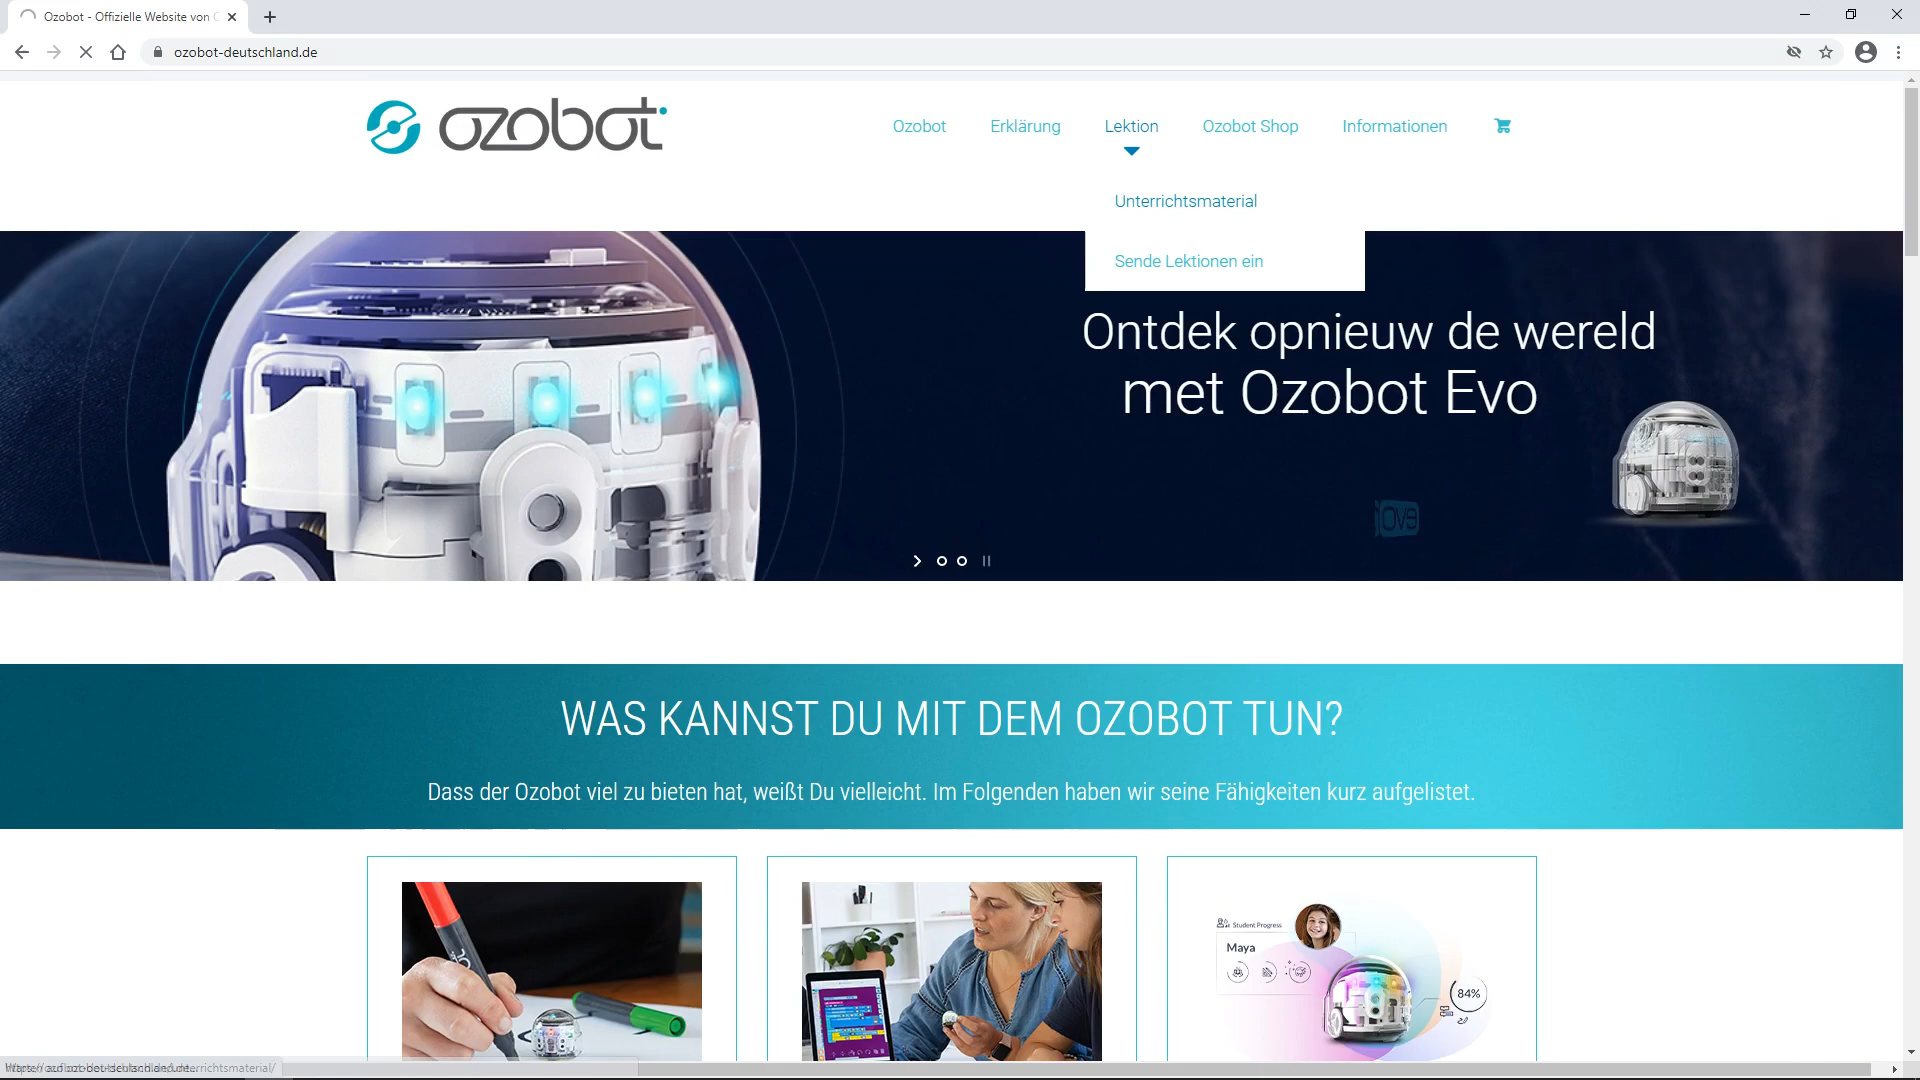 Ozobot - Offizielle Website von
ozobot-deutschland.de
ozobot
Ozobot
Erklärung
Lektion
Ozobot Shop
Informationen
Unterrichtsmaterial
Sende Lektionen ein
Ontdek opnieuw de wereld
met Ozobot Evo
evo
WAS KANNST DU MIT DEM OZOBOT TUN?
Dass der Ozobot viel zu bieten hat, weißt Du vielleicht. Im Folgenden haben wir seine Fähigkeiten kurz aufgelistet.
Student Progress
Maya
84%